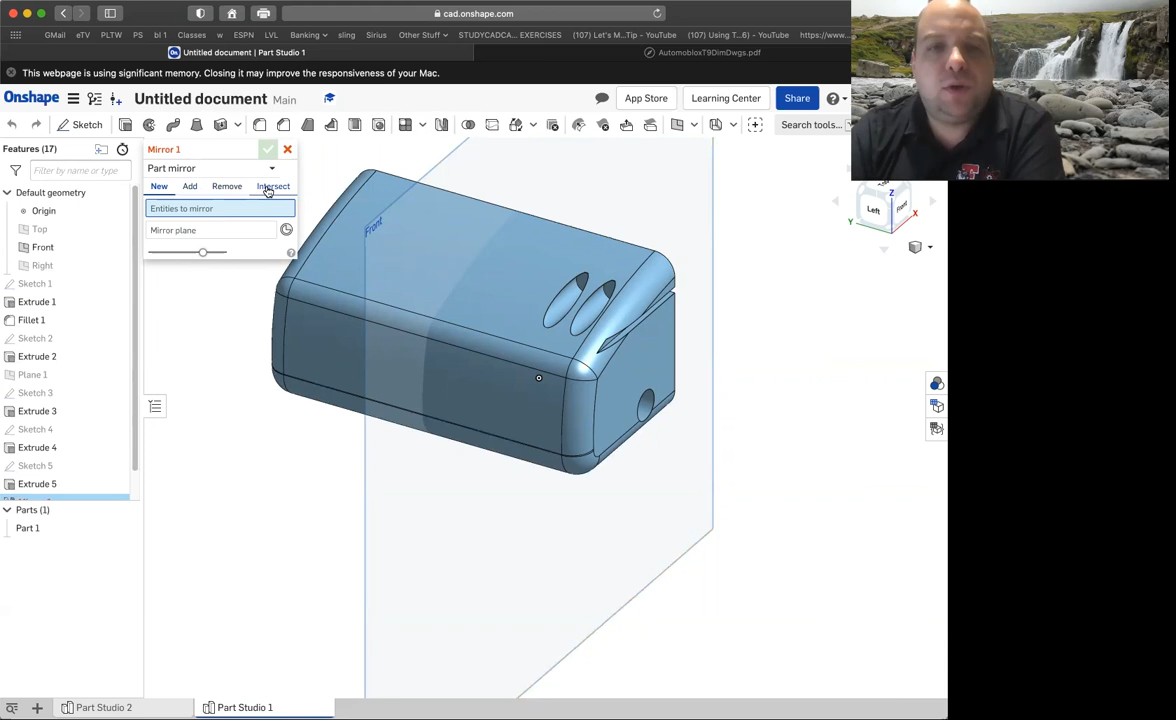 cad.onshape.com
GMail eTV PLTW PS bl 1 Classes w ESPN LVL Banking sling Sirius Other Stuff STUDYCADCA... EXERCISES (107) Let's M...Tip - YouTube (107) Using T...6) - YouTube https://www...
On Untitled document | Part Studio 1
AutomobloxT9DimDwgs.pdf
This webpage is using significant memory. Closing it may improve the responsiveness of your Mac.
Onshape Untitled document Main App Store Learning Center Share
Sketch Search tools...
Features (17)
Filter by name or type
Default geometry
Origin
Top
Front
Right
Sketch 1
Extrude 1
Fillet 1
Sketch 2
Extrude 2
Plane 1
Sketch 3
Extrude 3
Sketch 4
Extrude 4
Sketch 5
Extrude 5
Parts (1)
Part 1
Mirror 1
Part mirror
New Add Remove Intersect
Entities to mirror
Mirror plane
Front
Z
Left Front
X
Y
Part Studio 2 Part Studio 1